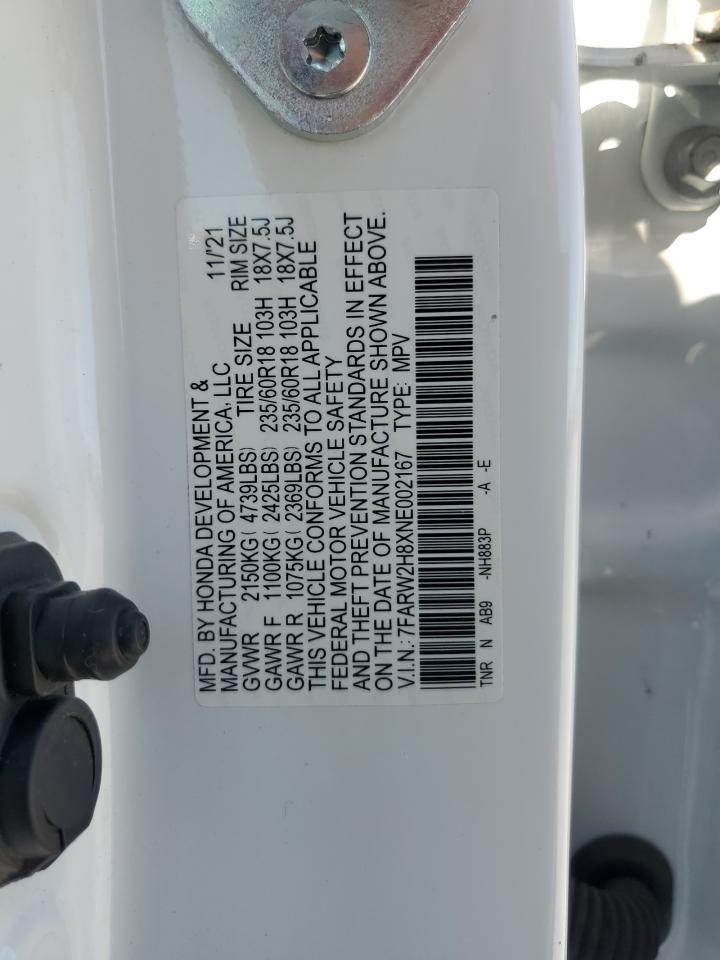 MFD. BY HONDA DEVELOPMENT &
MANUFACTURING OF AMERICA, LLC 11/'21
GVWR 2150KG( 4739LBS) TIRE SIZE RIM SIZE
GAWR F 1100KG( 2425LBS) 235/60R18 103H 18X7.5J
GAWR R 1075KG( 2369LBS) 235/60R18 103H 18X7.5J
THIS VEHICLE CONFORMS TO ALL APPLICABLE
FEDERAL MOTOR VEHICLE SAFETY
AND THEFT PREVENTION STANDARDS IN EFFECT
ON THE DATE OF MANUFACTURE SHOWN ABOVE.
V.I.N.: 7FARW2H8XNE002167 TYPE: MPV
TNR N AB9 -NH883P -A -E